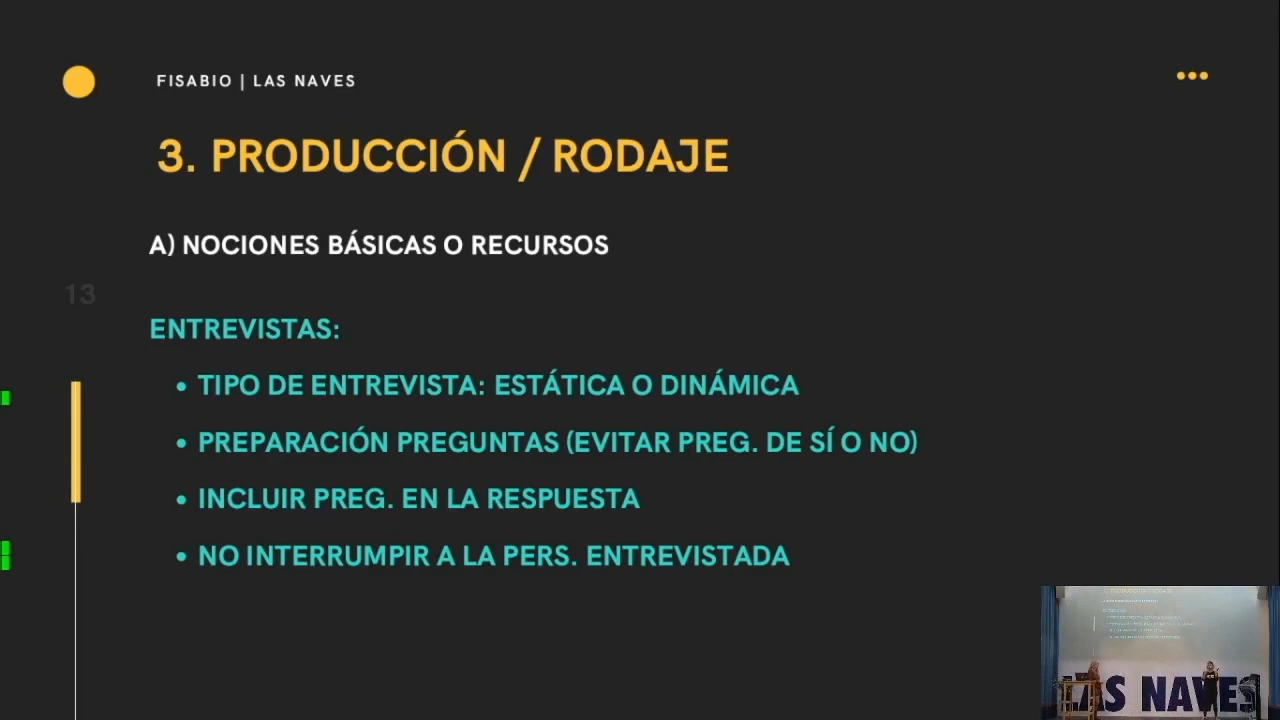 FISABIO | LAS NAVES
3. PRODUCCIÓN / RODAJE
A) NOCIONES BÁSICAS O RECURSOS
13
ENTREVISTAS:
• TIPO DE ENTREVISTA: ESTÁTICA O DINÁMICA
• PREPARACIÓN PREGUNTAS (EVITAR PREG. DE SÍ O NO)
• INCLUIR PREG. EN LA RESPUESTA
• NO INTERRUMPIR A LA PERS. ENTREVISTADA
LAS NAVES